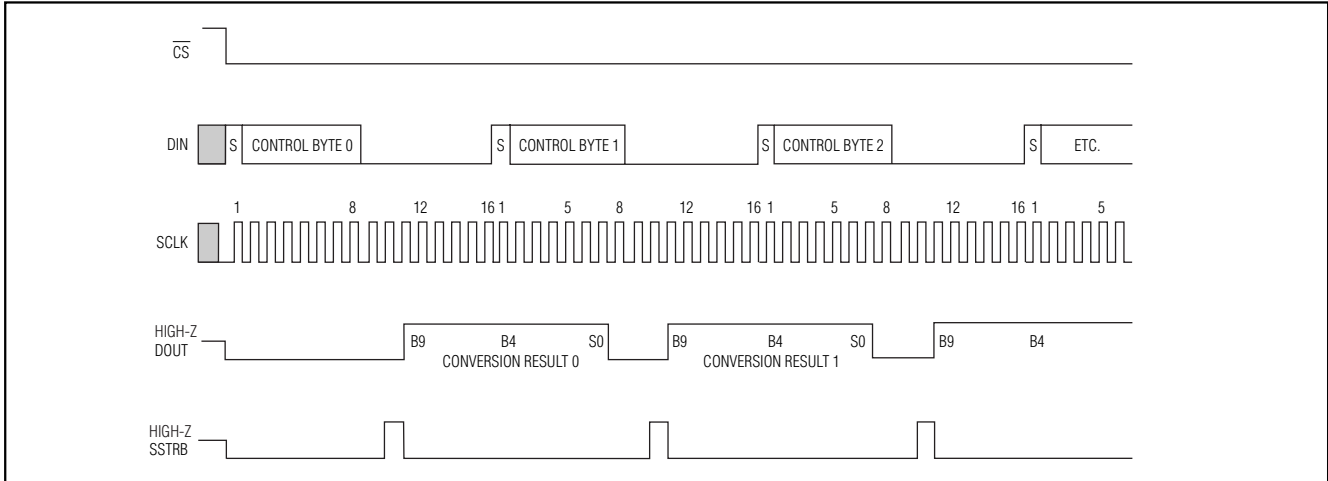 CS
DIN S CONTROL BYTE 0 S CONTROL BYTE 1 S CONTROL BYTE 2 S ETC.
1 8 12 16 1 5 8 12 16 1 5 8 12 16 1 5
SCLK
HIGH-Z
DOUT
B9 B4 S0 B9 B4 S0 B9 B4
CONVERSION RESULT 0 CONVERSION RESULT 1
HIGH-Z
SSTRB